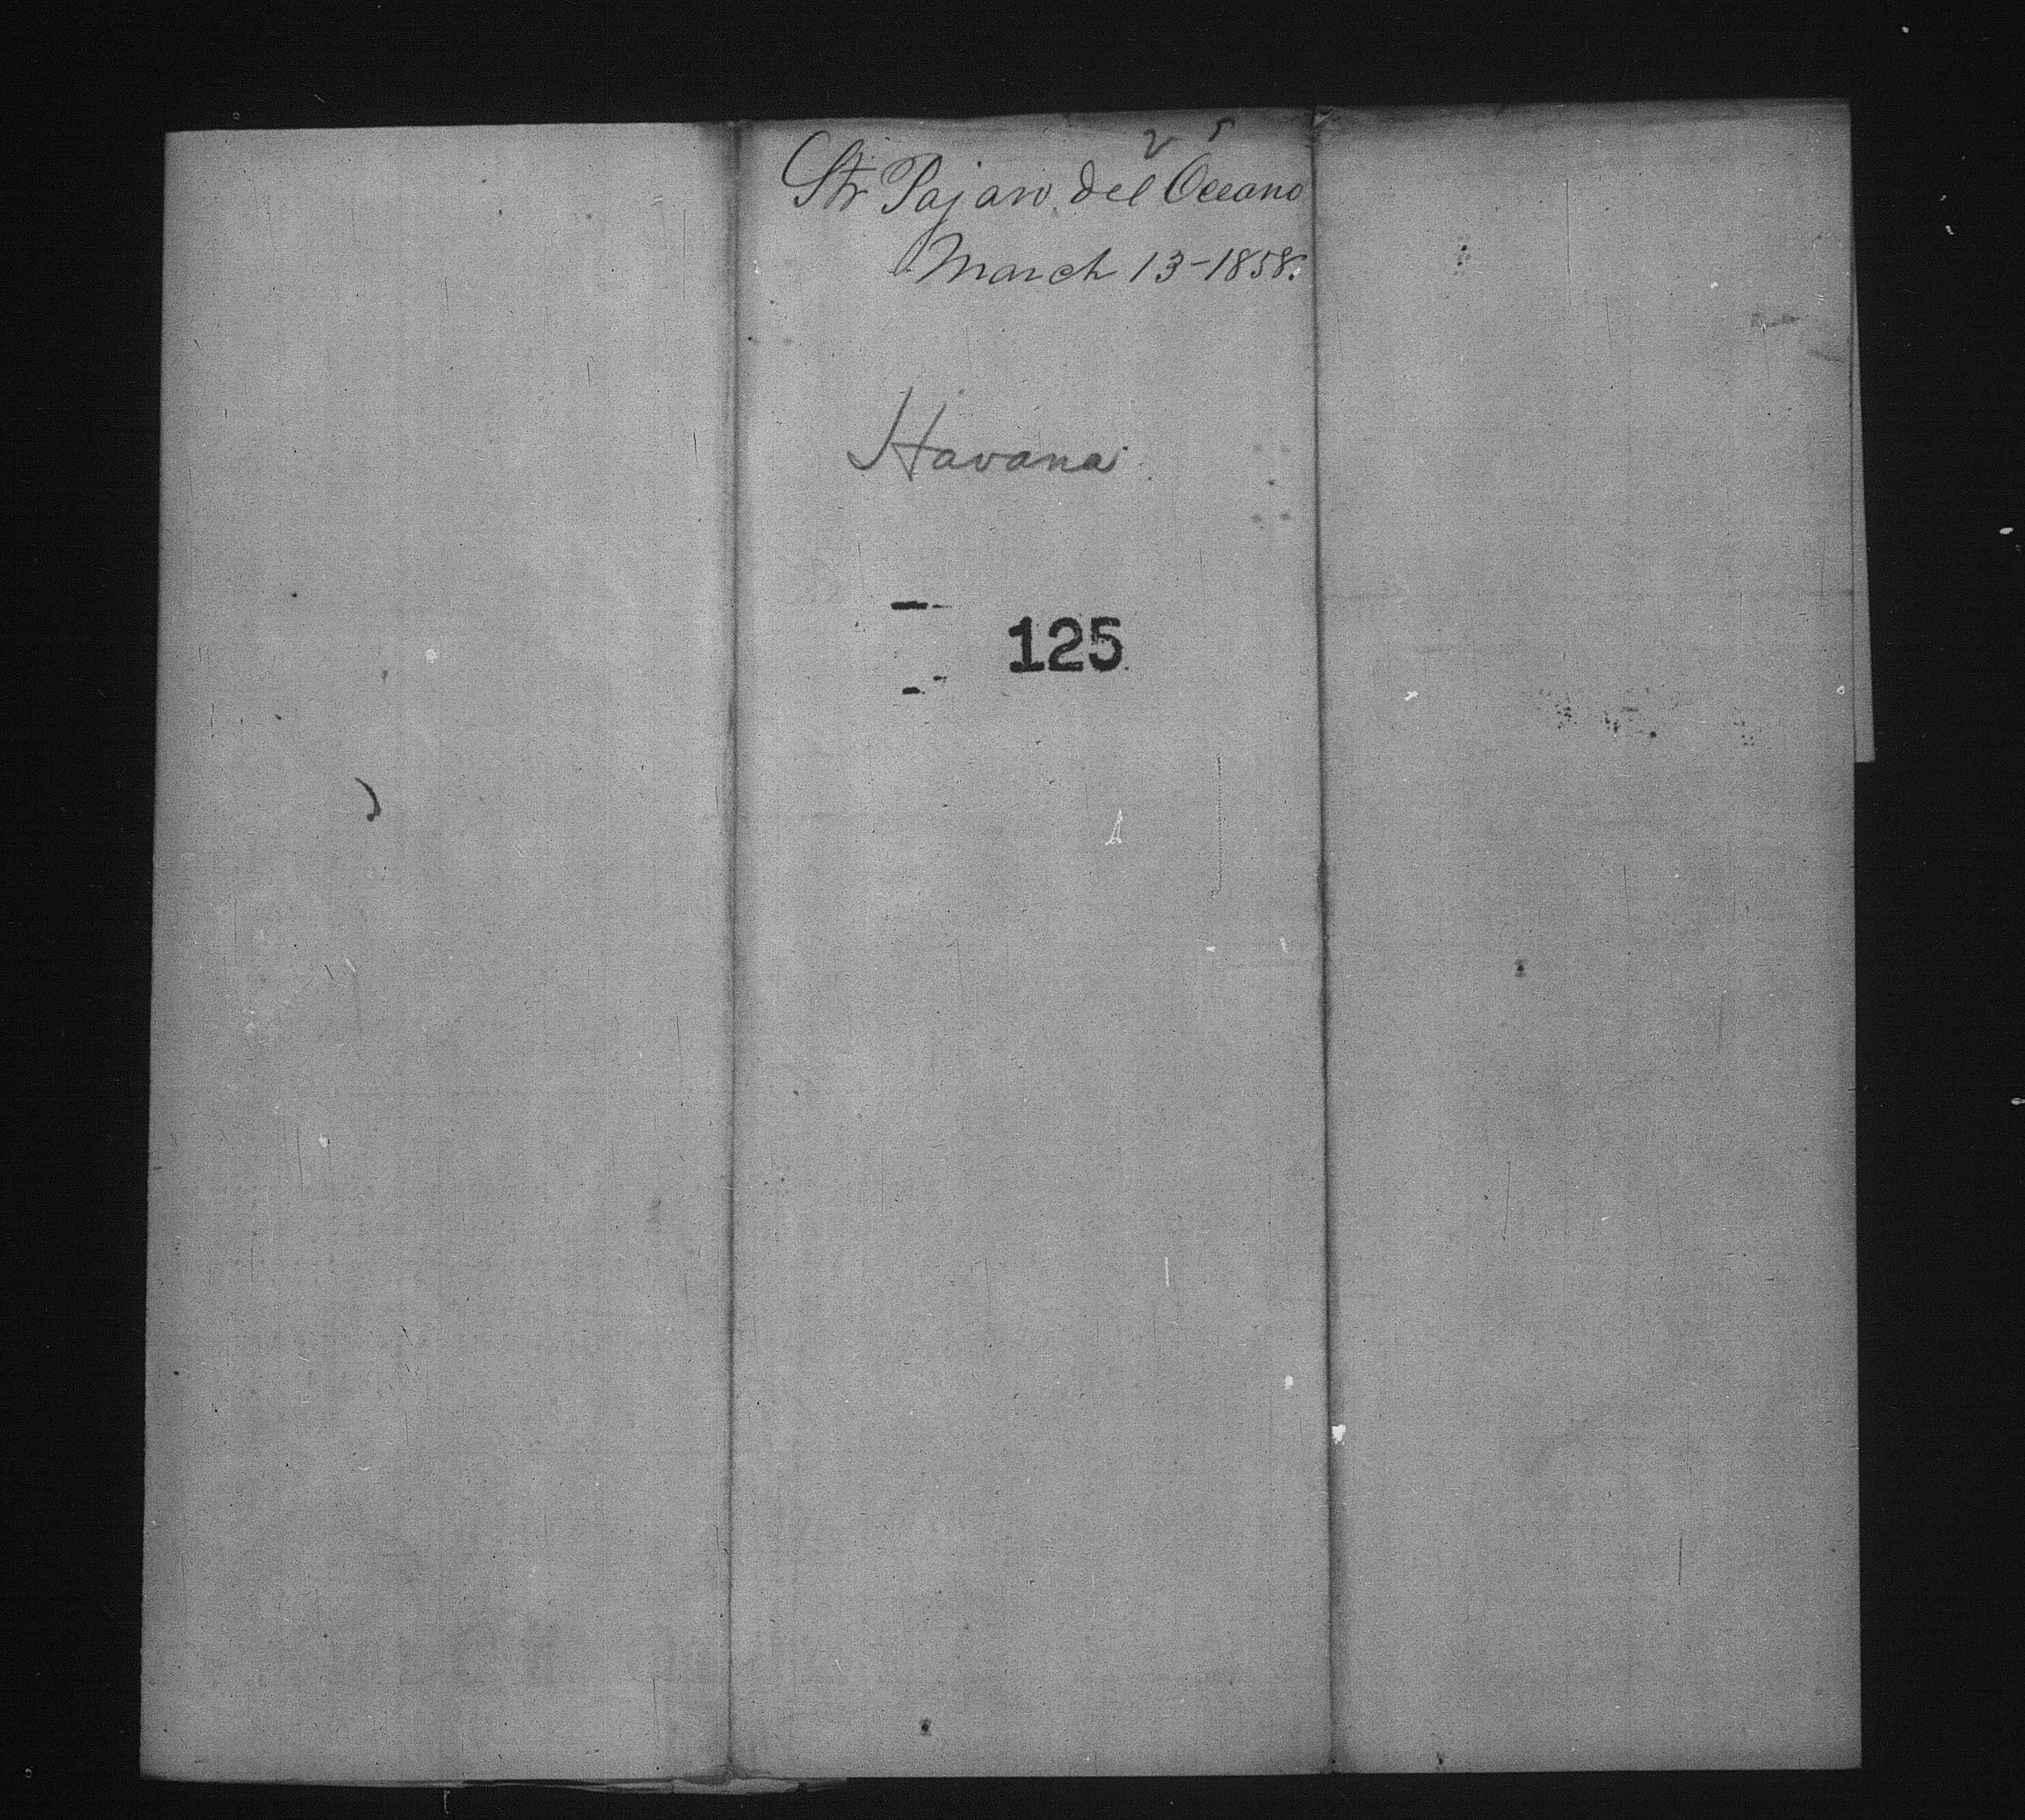 Str Pajaro del Oceano
March 13-1858.
Havana
125